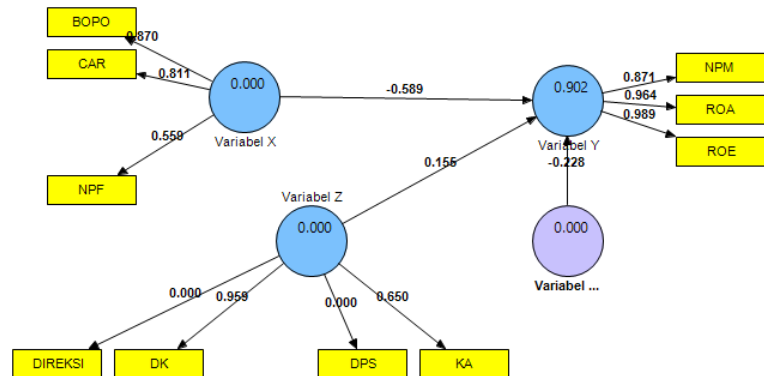 BOPO
0.870
CAR
0.811
0.000
Variabel X
0.559
NPF
-0.589
0.902
Variabel Y
0.871
NPM
0.964
ROA
0.989
ROE
0.155
-0.228
Variabel Z
0.000
0.000
Variabel ...
0.000
0.959
0.000
0.650
DIREKSI
DK
DPS
KA